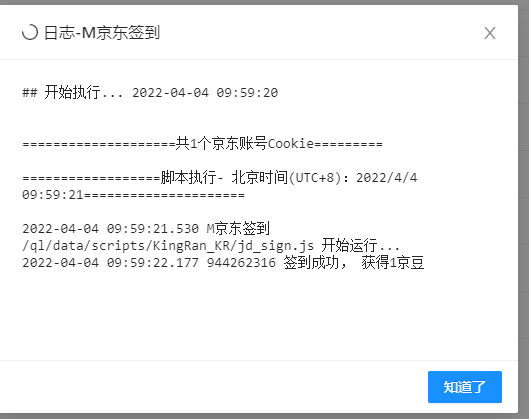 日志-M京东签到
## 开始执行... 2022-04-04 09:59:20
====================共1个京东账号Cookie=========
==================脚本执行- 北京时间(UTC+8)：2022/4/4
09:59:21=====================
2022-04-04 09:59:21.530 M京东签到
/ql/data/scripts/KingRan_KR/jd_sign.js 开始运行...
2022-04-04 09:59:22.177 944262316 签到成功， 获得1京豆
知道了